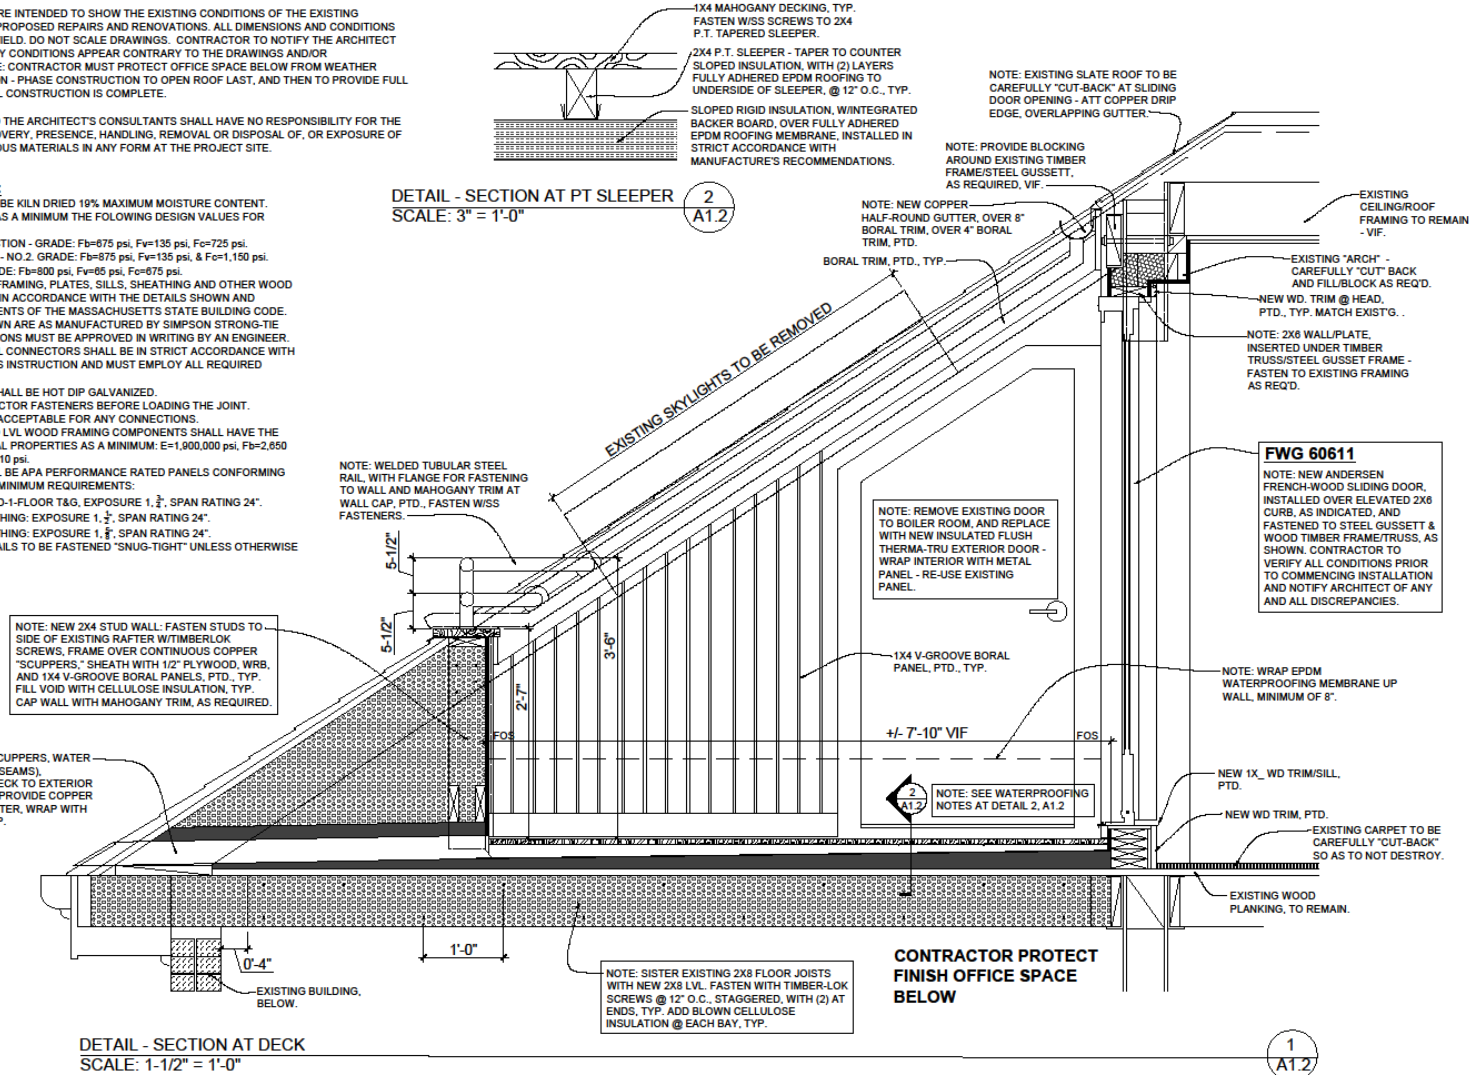 RE INTENDED TO SHOW THE EXISTING CONDITIONS OF THE EXISTING
PROPOSED REPAIRS AND RENOVATIONS. ALL DIMENSIONS AND CONDITIONS
IELD. DO NOT SCALE DRAWINGS. CONTRACTOR TO NOTIFY THE ARCHITECT
Y CONDITIONS APPEAR CONTRARY TO THE DRAWINGS AND/OR
E: CONTRACTOR MUST PROTECT OFFICE SPACE BELOW FROM WEATHER
ON - PHASE CONSTRUCTION TO OPEN ROOF LAST, AND THEN TO PROVIDE FULL
L CONSTRUCTION IS COMPLETE.
THE ARCHITECT'S CONSULTANTS SHALL HAVE NO RESPONSIBILITY FOR THE
OVERY, PRESENCE, HANDLING, REMOVAL OR DISPOSAL OF, OR EXPOSURE OF
OUS MATERIALS IN ANY FORM AT THE PROJECT SITE.
BE KILN DRIED 19% MAXIMUM MOISTURE CONTENT.
AS A MINIMUM THE FOLOWING DESIGN VALUES FOR
TION - GRADE: Fb=675 psi, Fv=135 psi, Fc=725 psi.
- NO.2. GRADE: Fb=875 psi, Fv=135 psi, & Fc=1,150 psi.
DE: Fb=800 psi, Fv=65 psi, Fc=675 psi.
FRAMING, PLATES, SILLS, SHEATHING AND OTHER WOOD
IN ACCORDANCE WITH THE DETAILS SHOWN AND
ENTS OF THE MASSACHUSETTS STATE BUILDING CODE.
WN ARE AS MANUFACTURED BY SIMPSON STRONG-TIE
ONS MUST BE APPROVED IN WRITING BY AN ENGINEER.
L CONNECTORS SHALL BE IN STRICT ACCORDANCE WITH
S INSTRUCTION AND MUST EMPLOY ALL REQUIRED
HALL BE HOT DIP GALVANIZED.
CTOR FASTENERS BEFORE LOADING THE JOINT.
ACCEPTABLE FOR ANY CONNECTIONS.
LVL WOOD FRAMING COMPONENTS SHALL HAVE THE
AL PROPERTIES AS A MINIMUM: E=1,900,000 psi, Fb=2,650
10 psi.
L BE APA PERFORMANCE RATED PANELS CONFORMING
MINIMUM REQUIREMENTS:
D-1-FLOOR T&G, EXPOSURE 1, SPAN RATING 24".
HING: EXPOSURE 1, SPAN RATING 24".
THING: EXPOSURE 1, SPAN RATING 24".
AILS TO BE FASTENED "SNUG-TIGHT" UNLESS OTHERWISE
1X4 MAHOGANY DECKING, TYP.
FASTEN W/SS SCREWS TO 2X4
P.T. TAPERED SLEEPER.
2X4 P.T. SLEEPER - TAPER TO COUNTER
SLOPED INSULATION, WITH (2) LAYERS
FULLY ADHERED EPDM ROOFING TO
UNDERSIDE OF SLEEPER, @ 12" O.C., TYP.
SLOPED RIGID INSULATION, W/INTEGRATED
BACKER BOARD, OVER FULLY ADHERED
EPDM ROOFING MEMBRANE, INSTALLED IN
STRICT ACCORDANCE WITH
MANUFACTURE'S RECOMMENDATIONS.
DETAIL - SECTION AT PT SLEEPER
SCALE: 3" = 1'-0"
2
A1.2
NOTE: EXISTING SLATE ROOF TO BE
CAREFULLY "CUT-BACK" AT SLIDING
DOOR OPENING - ATT COPPER DRIP
EDGE, OVERLAPPING GUTTER.
NOTE: PROVIDE BLOCKING
AROUND EXISTING TIMBER
FRAME/STEEL GUSSETT,
AS REQUIRED, VIF.
NOTE: NEW COPPER
HALF-ROUND GUTTER, OVER 8"
BORAL TRIM, OVER 4" BORAL
TRIM, PTD.
BORAL TRIM, PTD., TYP.
EXISTING
CEILING/ROOF
FRAMING TO REMAIN
- VIF.
EXISTING "ARCH" -
CAREFULLY "CUT" BACK
AND FILL/BLOCK AS REQ'D.
NEW WD. TRIM @ HEAD,
PTD., TYP. MATCH EXIST'G. .
NOTE: 2X6 WALL/PLATE,
INSERTED UNDER TIMBER
TRUSS/STEEL GUSSET FRAME -
FASTEN TO EXISTING FRAMING
AS REQ'D.
EXISTING SKYLIGHTS TO BE REMOVED
NOTE: WELDED TUBULAR STEEL
RAIL, WITH FLANGE FOR FASTENING
TO WALL AND MAHOGANY TRIM AT
WALL CAP, PTD., FASTEN W/SS
FASTENERS.
FWG 60611
NOTE: NEW ANDERSEN
FRENCH-WOOD SLIDING DOOR,
INSTALLED OVER ELEVATED 2X6
CURB, AS INDICATED, AND
FASTENED TO STEEL GUSSETT &
WOOD TIMBER FRAME/TRUSS, AS
SHOWN. CONTRACTOR TO
VERIFY ALL CONDITIONS PRIOR
TO COMMENCING INSTALLATION
AND NOTIFY ARCHITECT OF ANY
AND ALL DISCREPANCIES.
NOTE: REMOVE EXISTING DOOR
TO BOILER ROOM, AND REPLACE
WITH NEW INSULATED FLUSH
THERMA-TRU EXTERIOR DOOR -
WRAP INTERIOR WITH METAL
PANEL - RE-USE EXISTING
PANEL.
5-1/2"
5-1/2"
3'-6"
2'-7"
NOTE: NEW 2X4 STUD WALL: FASTEN STUDS TO
SIDE OF EXISTING RAFTER W/TIMBERLOK
SCREWS, FRAME OVER CONTINUOUS COPPER
"SCUPPERS," SHEATH WITH 1/2" PLYWOOD, WRB,
AND 1X4 V-GROOVE BORAL PANELS, PTD., TYP.
FILL VOID WITH CELLULOSE INSULATION, TYP.
CAP WALL WITH MAHOGANY TRIM, AS REQUIRED.
1X4 V-GROOVE BORAL
PANEL, PTD., TYP.
NOTE: WRAP EPDM
WATERPROOFING MEMBRANE UP
WALL, MINIMUM OF 8".
FOS
+/- 7'-10" VIF
FOS
CUPPERS, WATER
SEAMS),
ECK TO EXTERIOR
PROVIDE COPPER
TER, WRAP WITH
P.
2
A1.2
NOTE: SEE WATERPROOFING
NOTES AT DETAIL 2, A1.2
NEW 1X_ WD TRIM/SILL,
PTD.
NEW WD TRIM, PTD.
EXISTING CARPET TO BE
CAREFULLY "CUT-BACK"
SO AS TO NOT DESTROY.
EXISTING WOOD
PLANKING, TO REMAIN.
1'-0"
0'-4"
EXISTING BUILDING,
BELOW.
NOTE: SISTER EXISTING 2X8 FLOOR JOISTS
WITH NEW 2X8 LVL. FASTEN WITH TIMBER-LOK
SCREWS @ 12" O.C., STAGGERED, WITH (2) AT
ENDS, TYP. ADD BLOWN CELLULOSE
INSULATION @ EACH BAY, TYP.
CONTRACTOR PROTECT
FINISH OFFICE SPACE
BELOW
DETAIL - SECTION AT DECK
SCALE: 1-1/2" = 1'-0"
1
A1.2